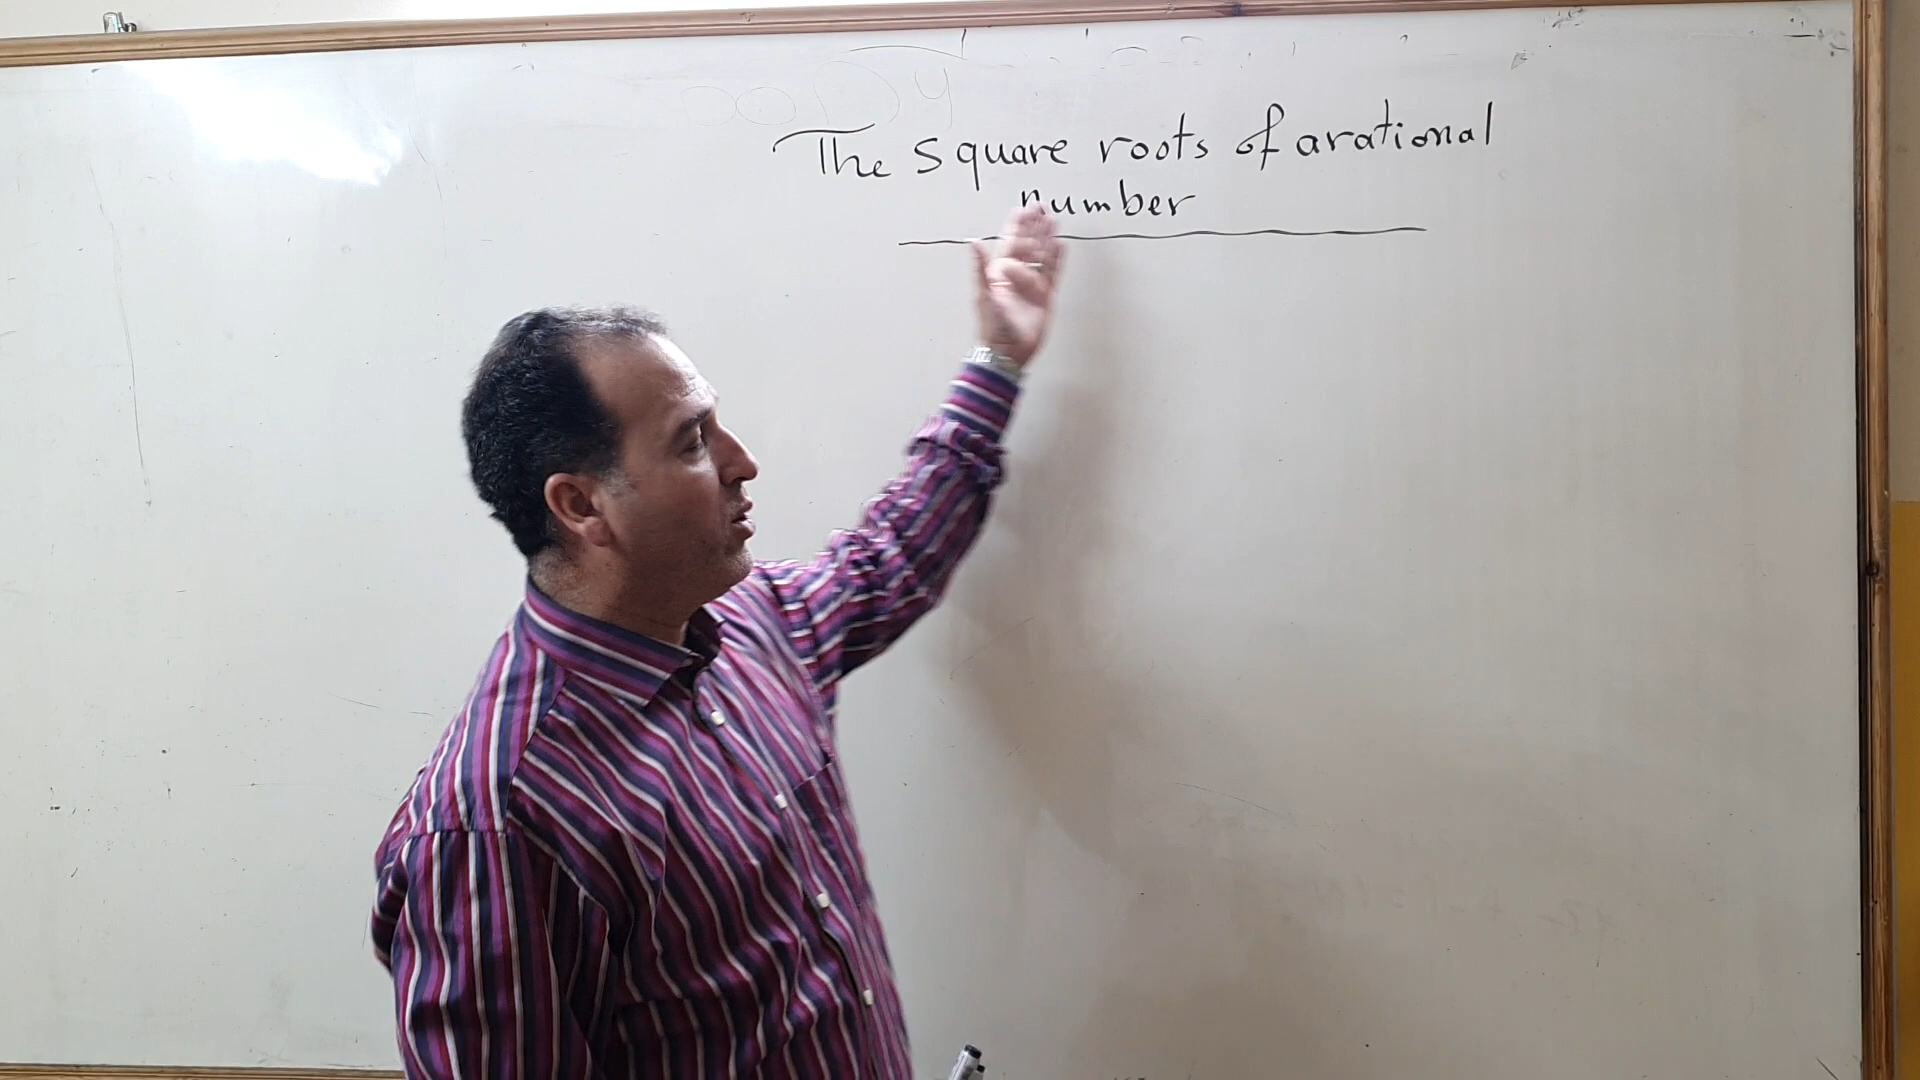 The square roots of arational
number